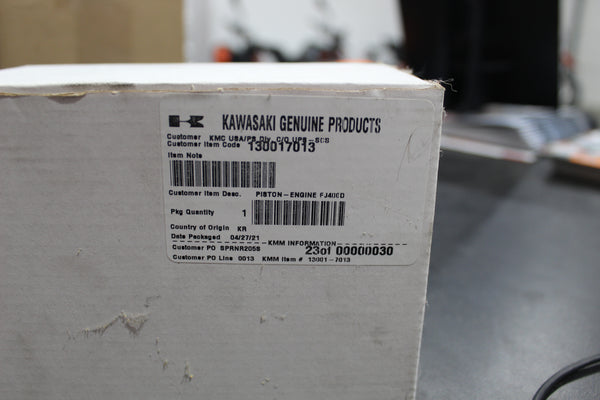 KAWASAKI GENUINE PRODUCTS
Customer KMC USA/PS DIV C/O UPS-SCS
Customer Item Code 130017013
Item Note
Customer Item Desc. PISTON-ENGINE FJ400D
Pkg Quantity 1
Country of Origin KR
Date Packaged 04/27/21
KMM INFORMATION
Customer PO SPRNR2056 23of 00000030
Customer PO Line 0013 KMM Item # 13001-7013